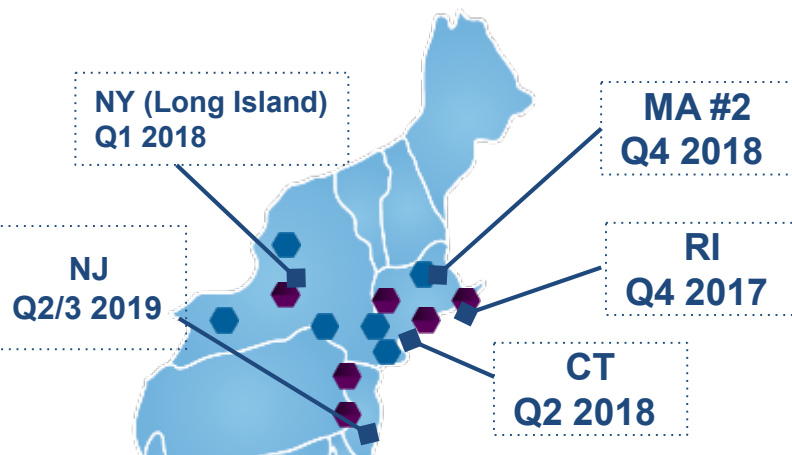 NY (Long Island)
Q1 2018
MA #2
Q4 2018
NJ
Q2/3 2019
RI
Q4 2017
CT
Q2 2018